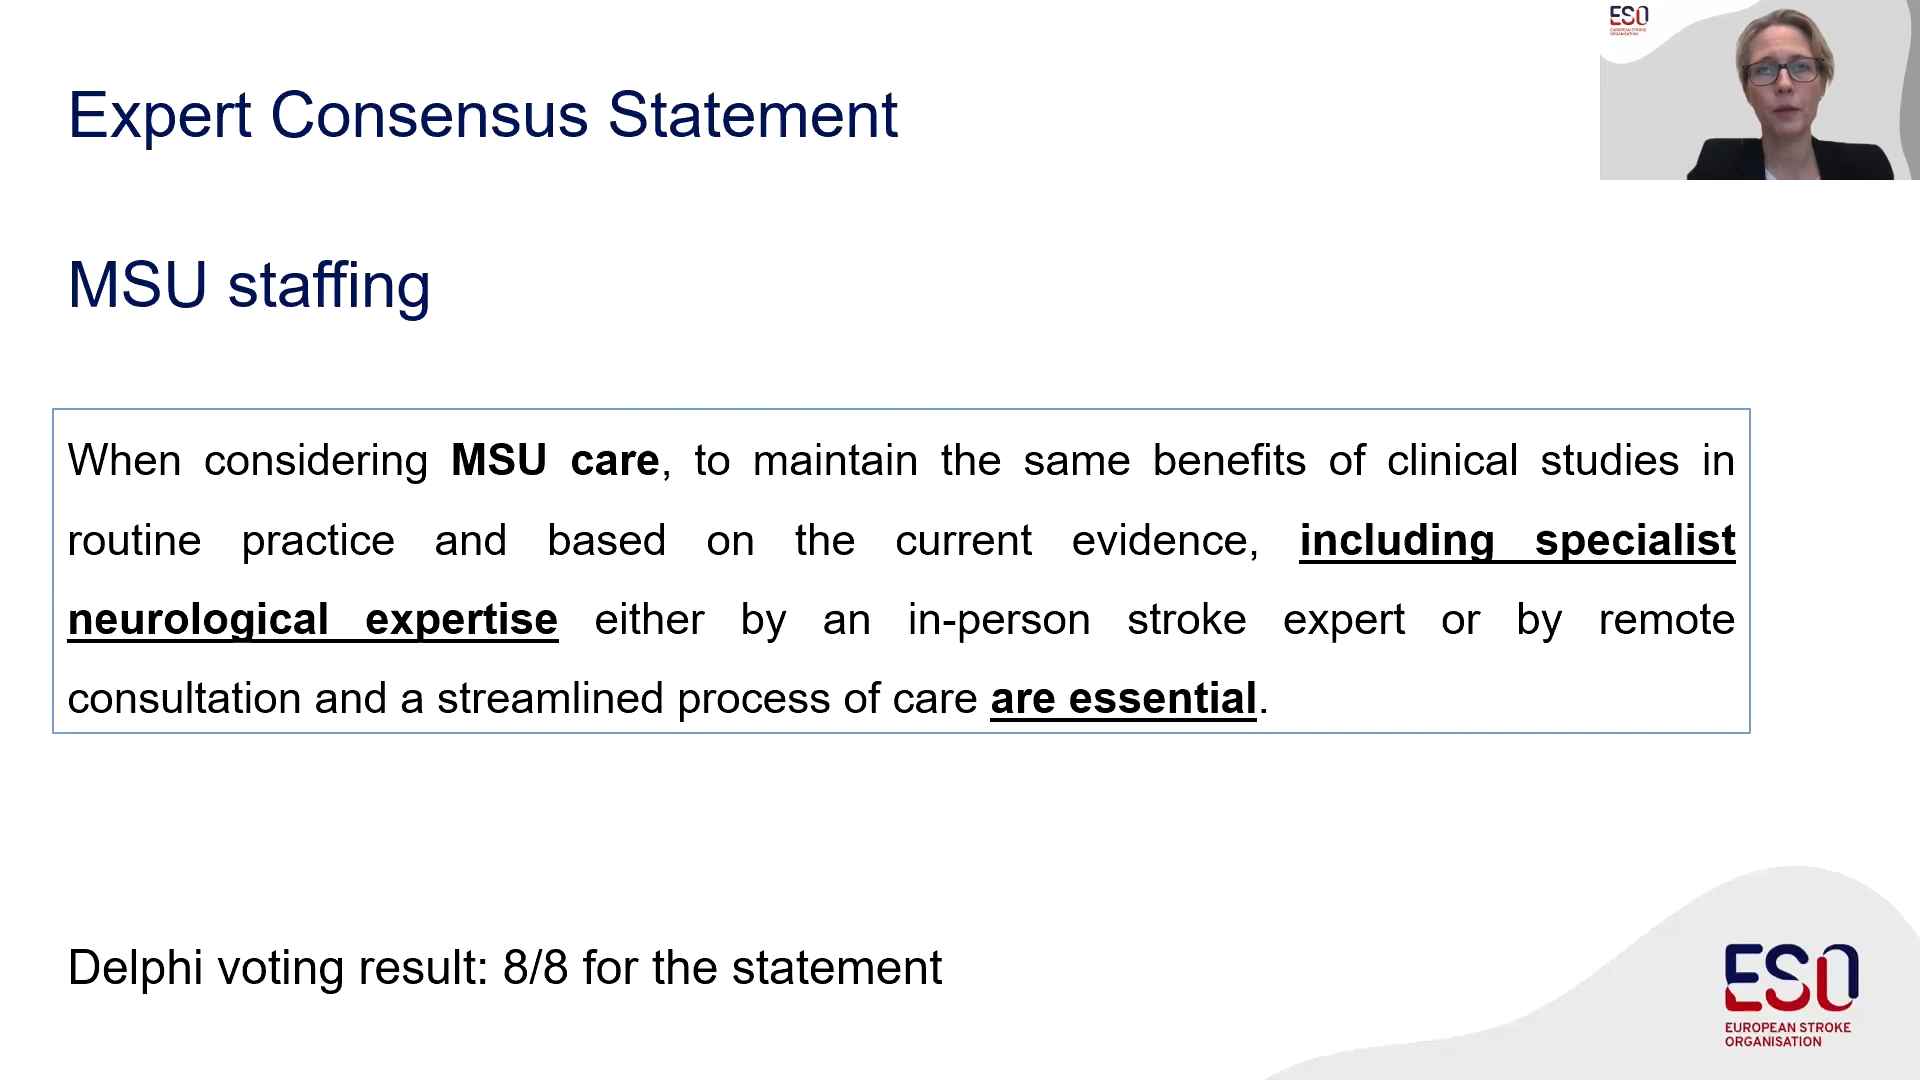 ESO
EUROPEAN STROKE
ORGANISATION
Expert Consensus Statement
MSU staffing
When considering MSU care, to maintain the same benefits of clinical studies in
routine practice and based on the current evidence, including specialist
neurological expertise either by an in-person stroke expert or by remote
consultation and a streamlined process of care are essential.
Delphi voting result: 8/8 for the statement
ESO
EUROPEAN STROKE
ORGANISATION